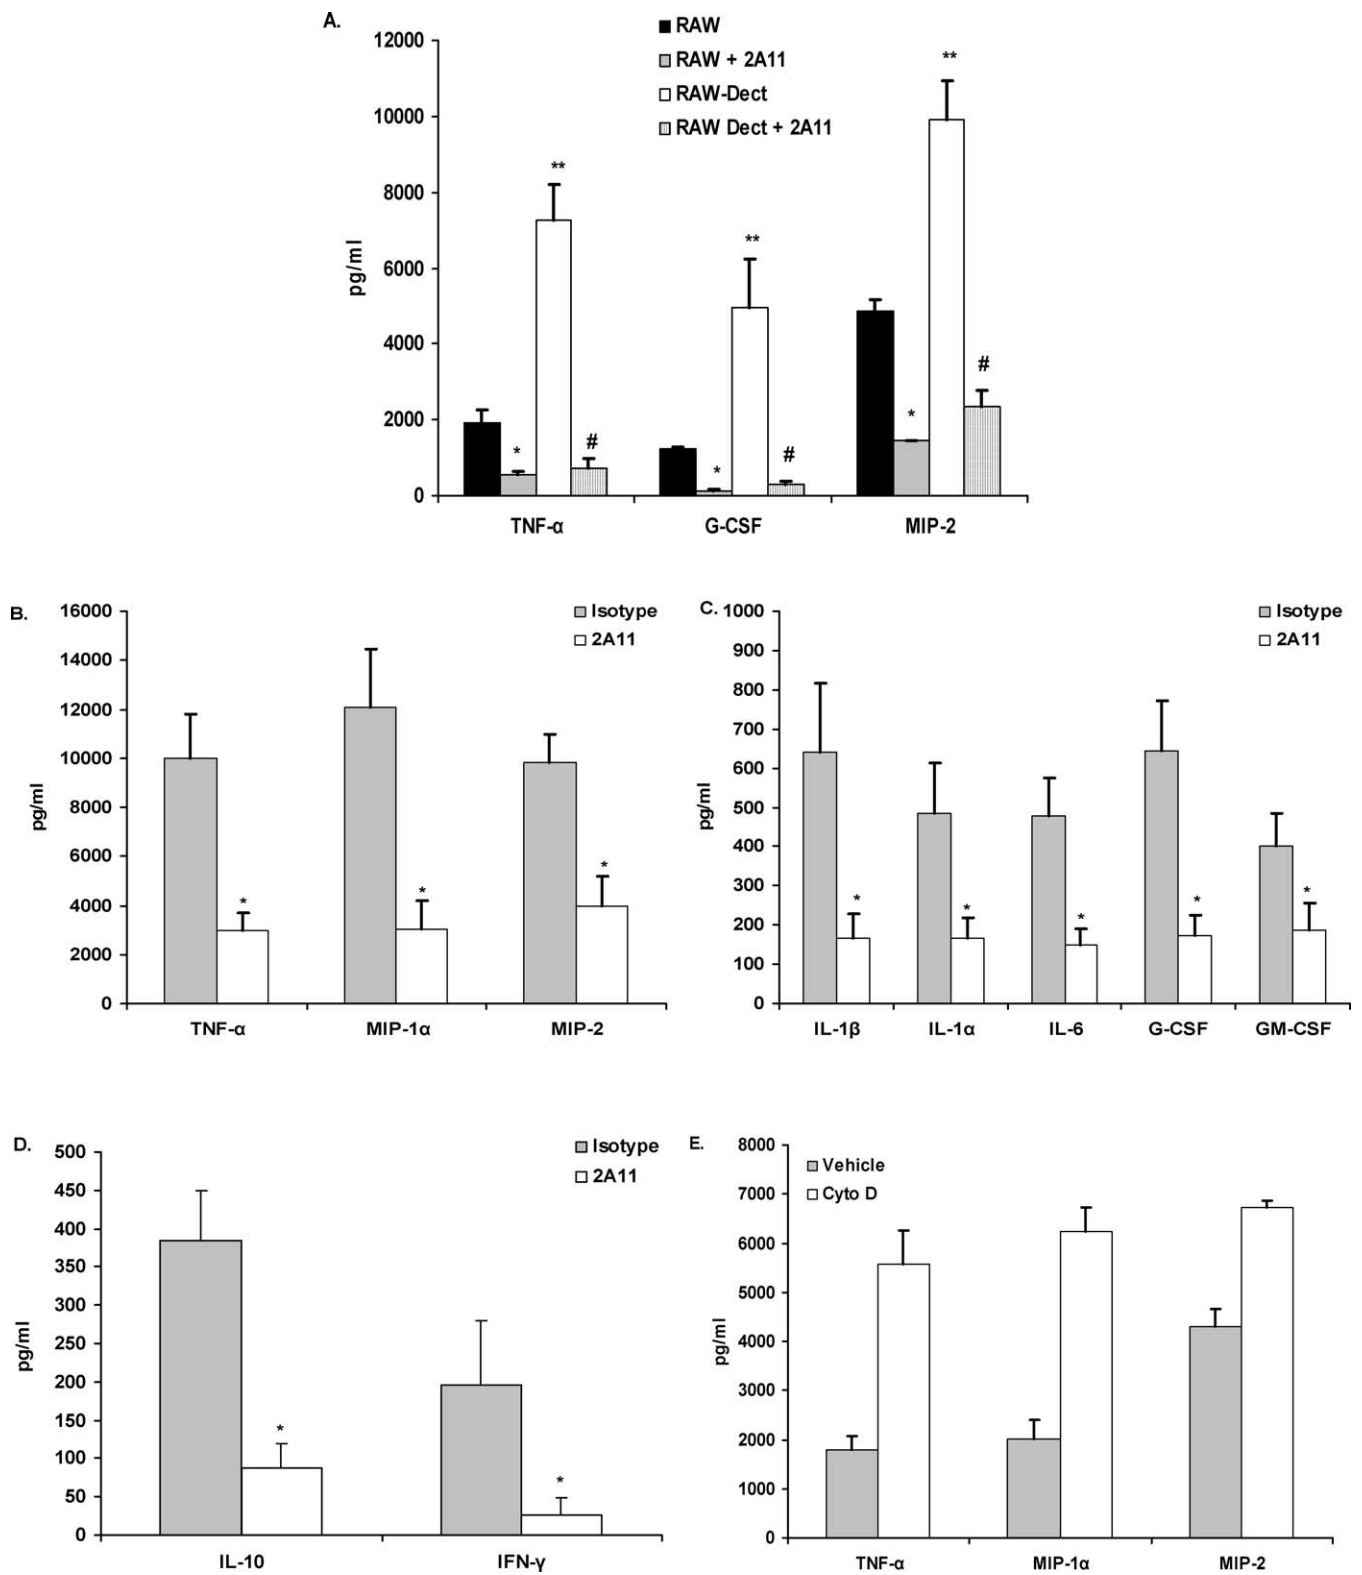 A.
RAW
RAW + 2A11
RAW-Dect
RAW Dect + 2A11
12000
10000
8000
6000
4000
2000
0
pg/ml
**
**
**
*
#
*
#
*
#
TNF-α G-CSF MIP-2
B.
Isotype
2A11
16000
14000
12000
10000
8000
6000
4000
2000
0
pg/ml
* * *
TNF-α MIP-1α MIP-2
C.
Isotype
2A11
1000
900
800
700
600
500
400
300
200
100
0
pg/ml
* * * * *
IL-1β IL-1α IL-6 G-CSF GM-CSF
D.
Isotype
2A11
500
450
400
350
300
250
200
150
100
50
0
pg/ml
* *
IL-10 IFN-γ
E.
Vehicle
Cyto D
8000
7000
6000
5000
4000
3000
2000
1000
0
pg/ml
TNF-α MIP-1α MIP-2